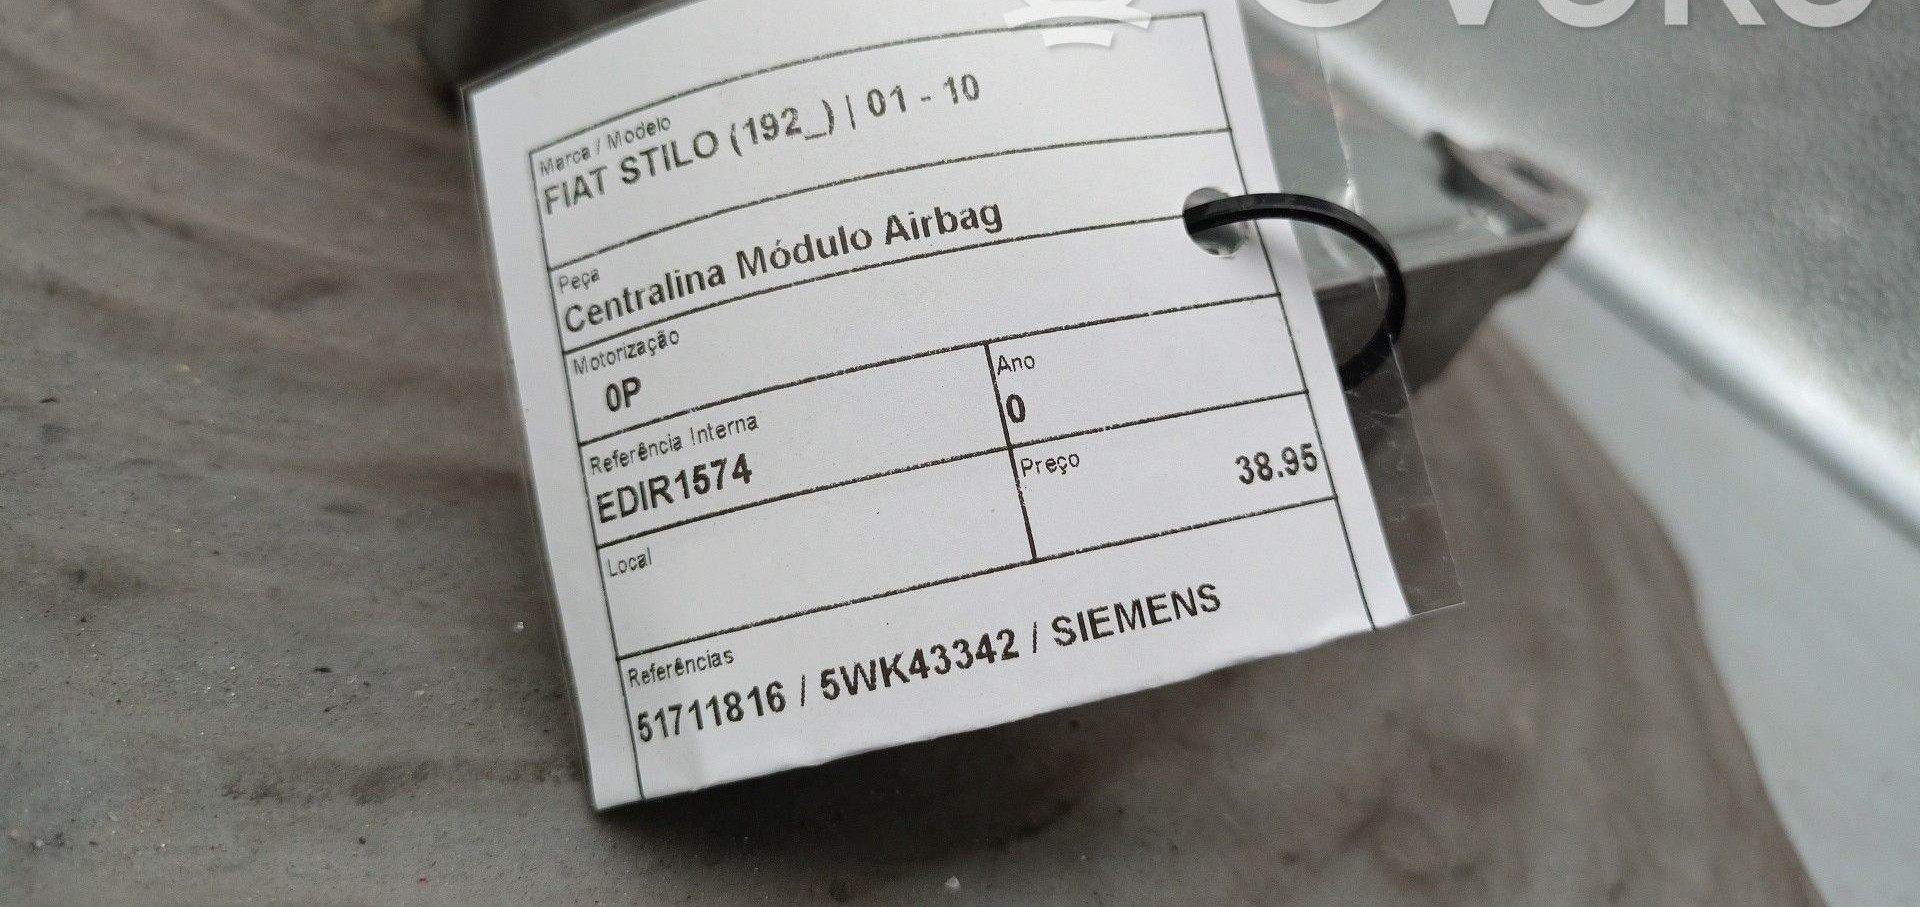 Marca / Modelo
FIAT STILO (192_) | 01 - 10
Peça
Centralina Módulo Airbag
Motorização
0P
Ano
0
Referência Interna
EDIR1574
Preço
38.95
Local
Referências
51711816 / 5WK43342 / SIEMENS